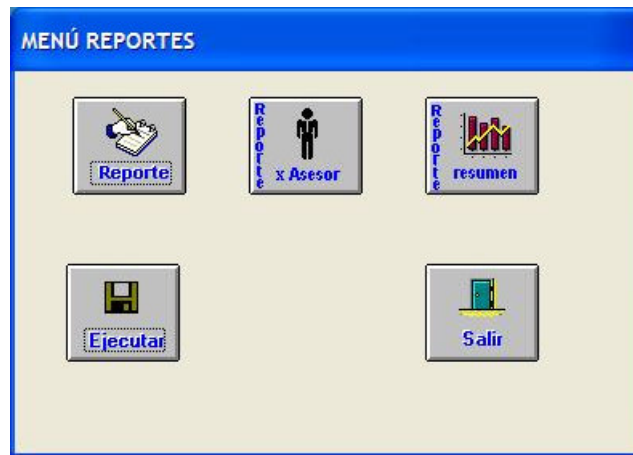 MENÚ REPORTES
Reporte
Reporte
x Asesor
Reporte
resumen
Ejecutar
Salir